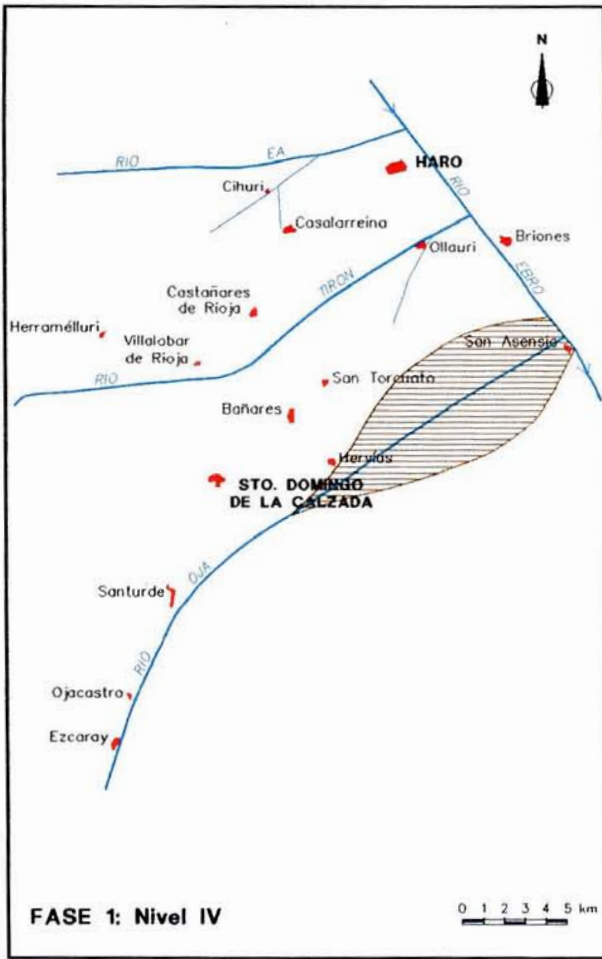 N
RIO
EA
HARO
Cihuri
RIO
Casalarreina
Ollauri
Briones
EBRO
TIRON
Castañares
de Rioja
Herramélluri
Villalobar
de Rioja
San Asensio
RIO
San Torcuato
Bañares
Hervías
STO. DOMINGO
DE LA CALZADA
OJA
Santurde
RIO
Ojacastro
Ezcaray
FASE 1: Nivel IV
0 1 2 3 4 5 km